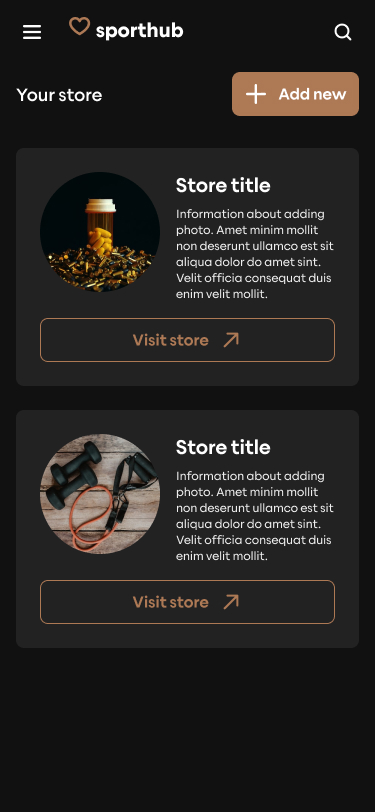 sporthub
Your store
Add new
Store title
Information about adding
photo. Amet minim mollit
non deserunt ullamco est sit
aliqua dolor do amet sint.
Velit officia consequat duis
enim velit mollit.
Visit store
Store title
Information about adding
photo. Amet minim mollit
non deserunt ullamco est sit
aliqua dolor do amet sint.
Velit officia consequat duis
enim velit mollit.
Visit store